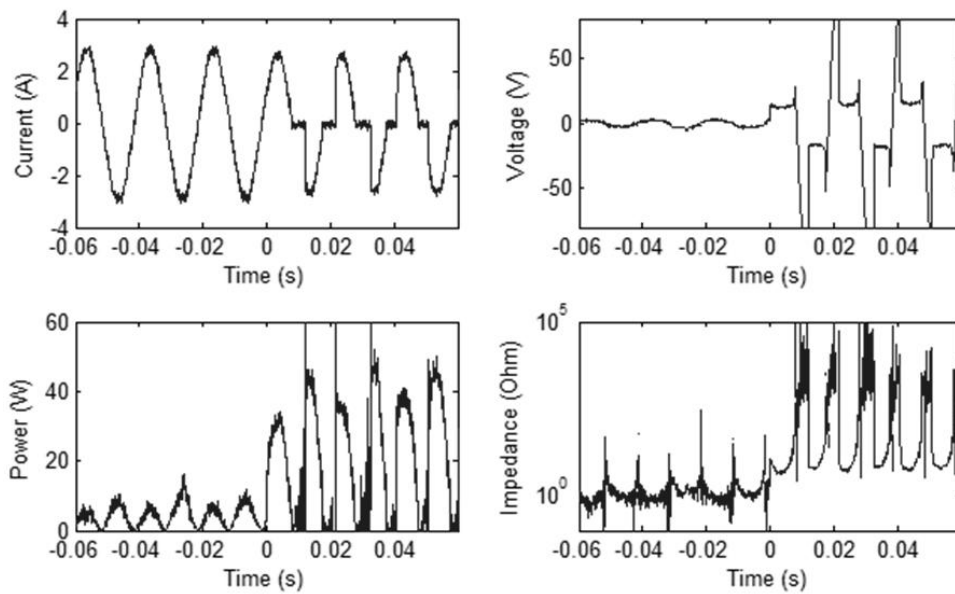 4
2
0
-2
-4
Current (A)
-0.06 -0.04 -0.02 0 0.02 0.04
Time (s)
50
0
-50
Voltage (V)
-0.06 -0.04 -0.02 0 0.02 0.04
Time (s)
60
40
20
0
Power (W)
-0.06 -0.04 -0.02 0 0.02 0.04
Time (s)
10^5
10^0
Impedance (Ohm)
-0.06 -0.04 -0.02 0 0.02 0.04
Time (s)